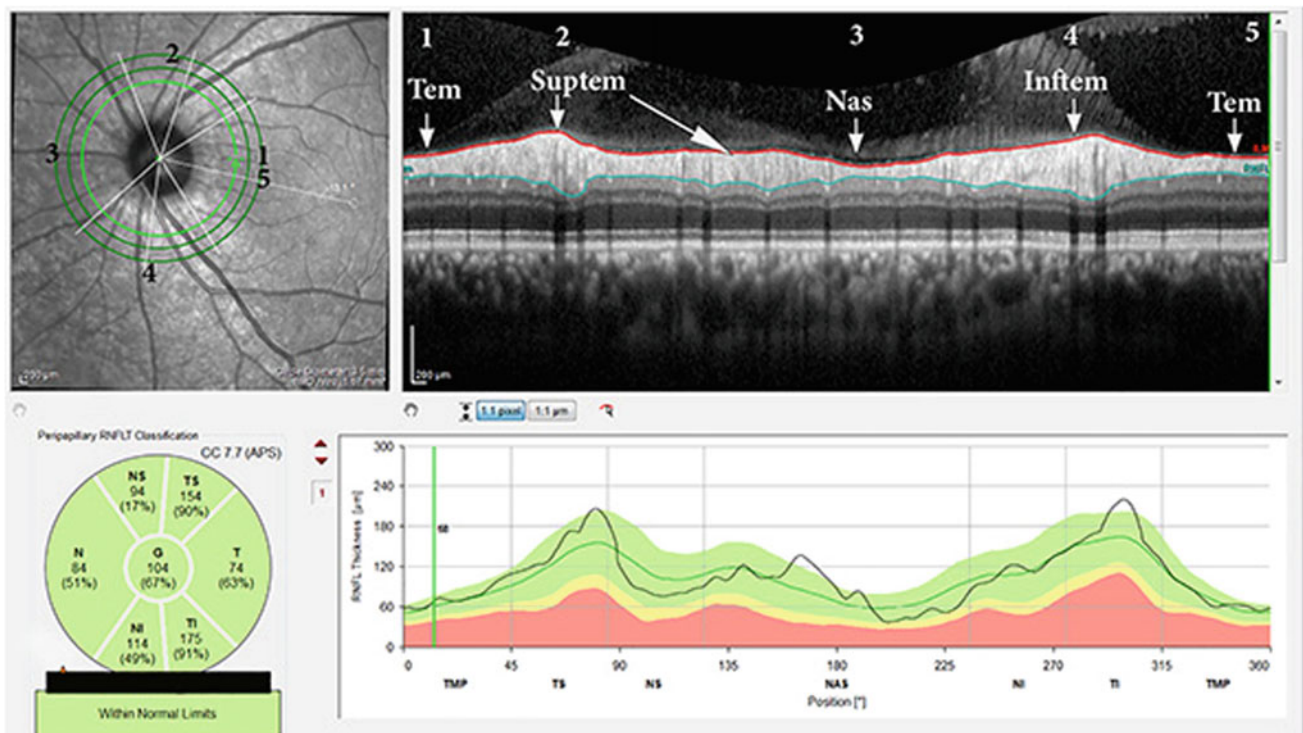 2
3
1
5
4
200 µm
1 2 3 4 5
Tem Suptem Nas Inftem Tem
200 µm
1:1 pixel 1:1 µm
Peripapillary RNFLT Classification
CC 7.7 (APS)
NS
94
(17%)
TS
154
(90%)
N
84
(51%)
G
104
(67%)
T
74
(63%)
NI
114
(49%)
TI
175
(91%)
Within Normal Limits
1
RNFL Thickness [µm]
300
240
180
120
60
0
0 45 90 135 180 225 270 315 360
TMP TS NS NAS NI TI TMP
Position [°]